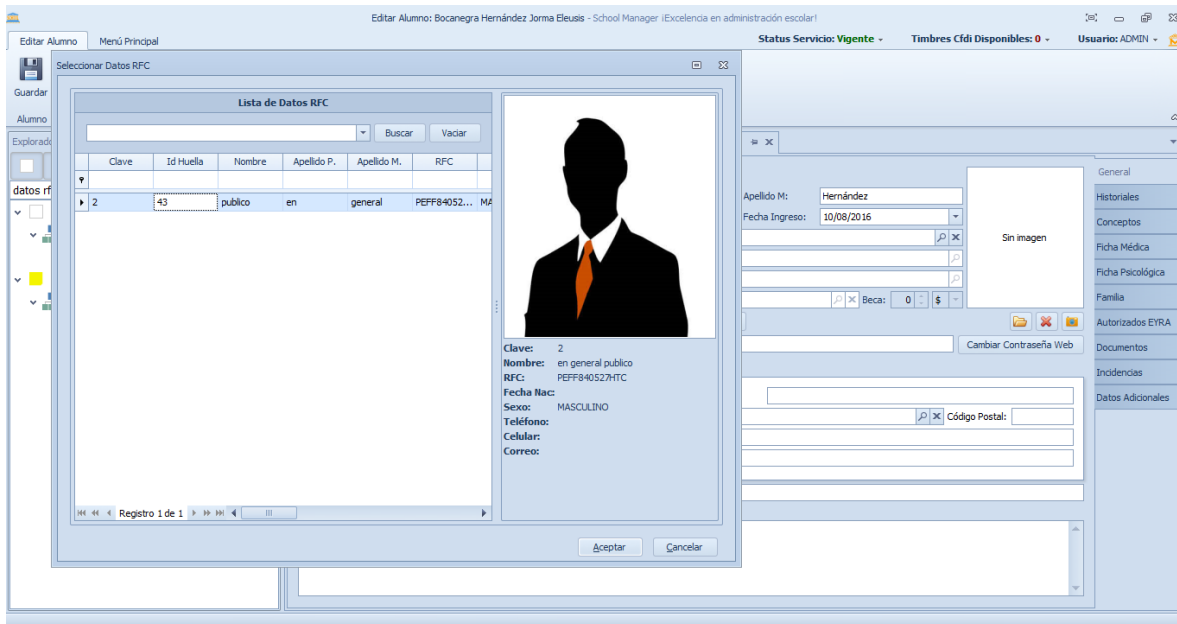 Editar Alumno: Bocanegra Hernández Jorma Eleusis - School Manager ¡Excelencia en administración escolar!
Editar Alumno Menú Principal Status Servicio: Vigente Timbres Cfdi Disponibles: 0 Usuario: ADMIN
Guardar
Alumno
Seleccionar Datos RFC
Lista de Datos RFC
Buscar Vaciar
Clave Id Huella Nombre Apellido P. Apellido M. RFC
2 43 publico en general PEFF84052... MA
Registro 1 de 1
Clave: 2
Nombre: en general publico
RFC: PEFF840527HTC
Fecha Nac:
Sexo: MASCULINO
Teléfono:
Celular:
Correo:
Aceptar Cancelar
datos rf
Apellido M: Hernández
Fecha Ingreso: 10/08/2016
Sin imagen
Beca: 0 $
Cambiar Contraseña Web
Código Postal:
General
Historiales
Conceptos
Ficha Médica
Ficha Psicológica
Familia
Autorizados EYRA
Documentos
Incidencias
Datos Adicionales